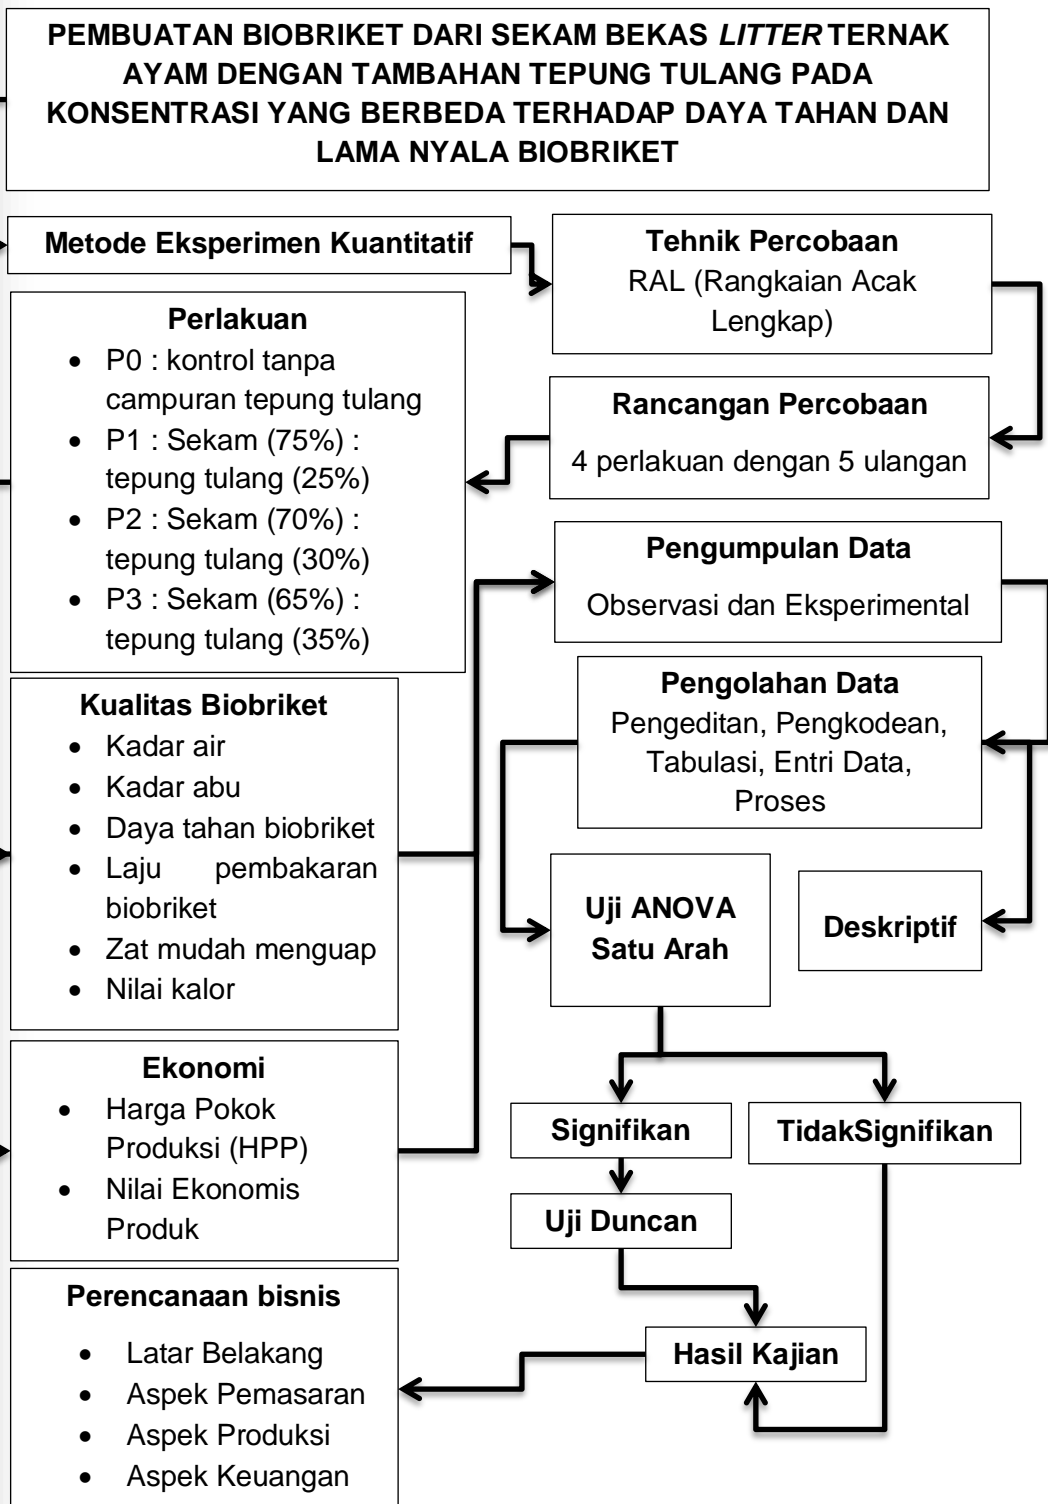 PEMBUATAN BIOBRIKET DARI SEKAM BEKAS LITTER TERNAK
AYAM DENGAN TAMBAHAN TEPUNG TULANG PADA
KONSENTRASI YANG BERBEDA TERHADAP DAYA TAHAN DAN
LAMA NYALA BIOBRIKET
Metode Eksperimen Kuantitatif
Tehnik Percobaan
RAL (Rangkaian Acak
Lengkap)
Rancangan Percobaan
4 perlakuan dengan 5 ulangan
Perlakuan
• P0 : kontrol tanpa
campuran tepung tulang
• P1 : Sekam (75%) :
tepung tulang (25%)
• P2 : Sekam (70%) :
tepung tulang (30%)
• P3 : Sekam (65%) :
tepung tulang (35%)
Kualitas Biobriket
• Kadar air
• Kadar abu
• Daya tahan biobriket
• Laju pembakaran
biobriket
• Zat mudah menguap
• Nilai kalor
Ekonomi
• Harga Pokok
Produksi (HPP)
• Nilai Ekonomis
Produk
Pengumpulan Data
Observasi dan Eksperimental
Pengolahan Data
Pengeditan, Pengkodean,
Tabulasi, Entri Data,
Proses
Uji ANOVA
Satu Arah
Deskriptif
Signifikan
TidakSignifikan
Uji Duncan
Hasil Kajian
Perencanaan bisnis
• Latar Belakang
• Aspek Pemasaran
• Aspek Produksi
• Aspek Keuangan